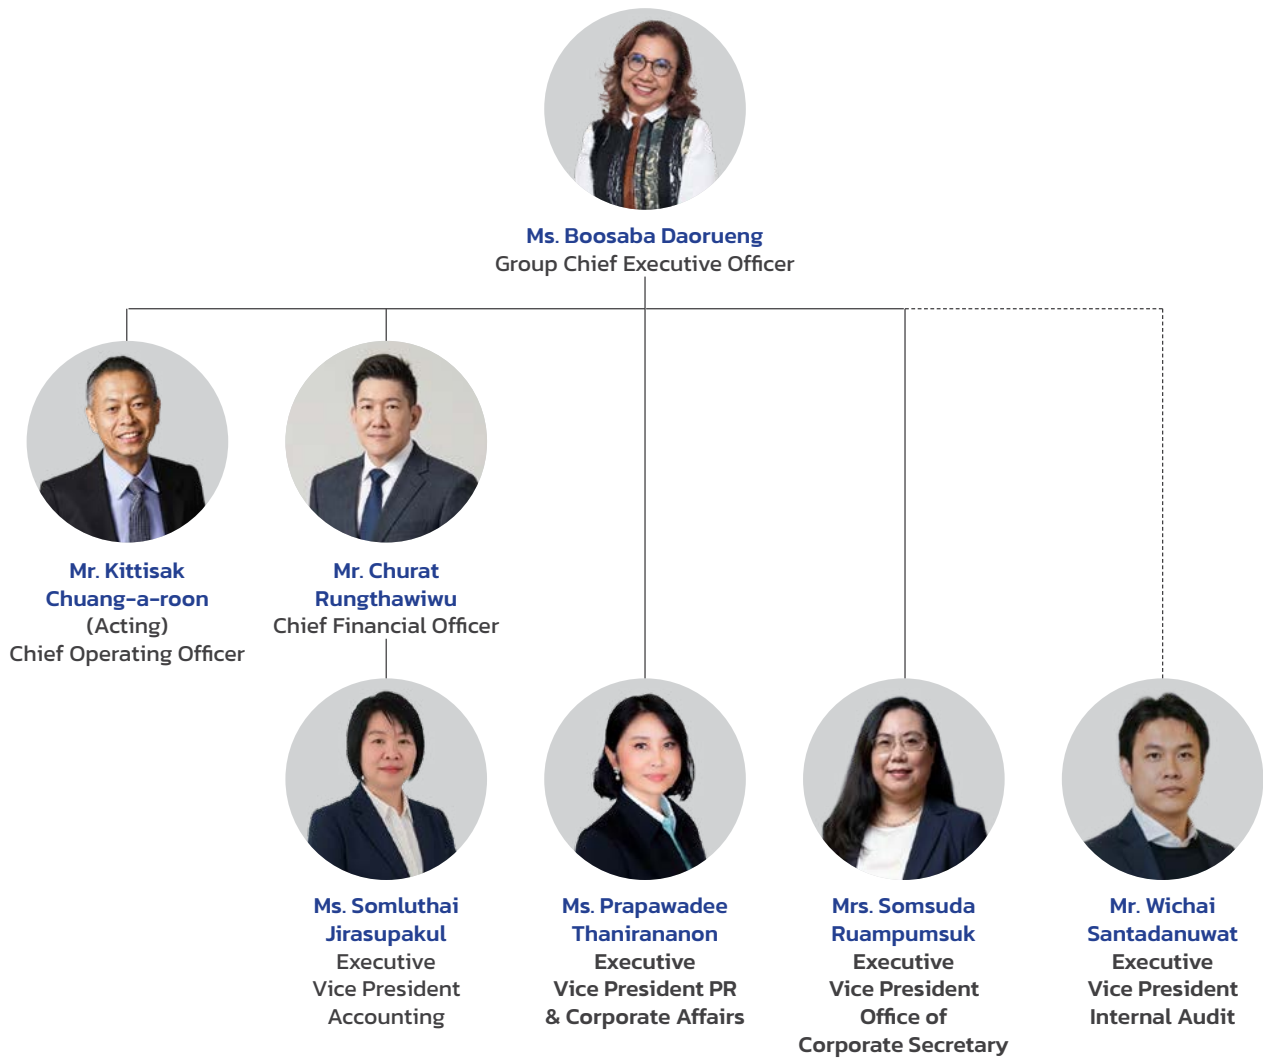 Ms. Boosaba Daorueng
Group Chief Executive Officer
Mr. Kittisak
Chuang-a-roon
(Acting)
Chief Operating Officer
Mr. Churat
Rungthawiwu
Chief Financial Officer
Ms. Somluthai
Jirasupakul
Executive
Vice President
Accounting
Ms. Prapawadee
Thanirananon
Executive
Vice President PR
& Corporate Affairs
Mrs. Somsuda
Ruampumsuk
Executive
Vice President
Office of
Corporate Secretary
Mr. Wichai
Santadanuwat
Executive
Vice President
Internal Audit